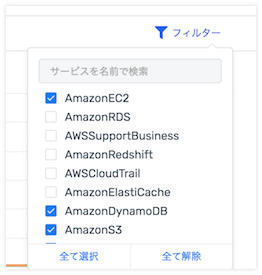 フィルター
サービスを名前で検索
AmazonEC2
AmazonRDS
AWSSupportBusiness
AmazonRedshift
AWSCloudTrail
AmazonElastiCache
AmazonDynamoDB
AmazonS3
全て選択 全て解除